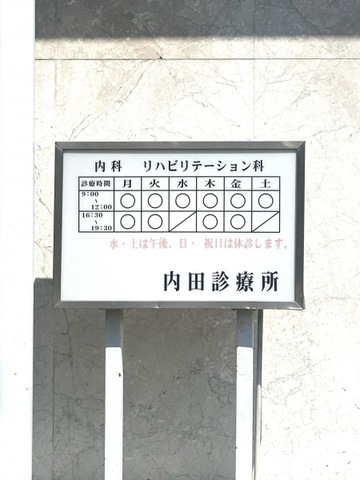 内科 リハビリテーション科
診療時間 月 火 水 木 金 土
9:00 ~ 12:00 ○ ○ ○ ○ ○ ○
16:30 ~ 19:30 ○ ○ ／ ○ ○ ／
水・土は午後、日・ 祝日は休診します。
内田診療所